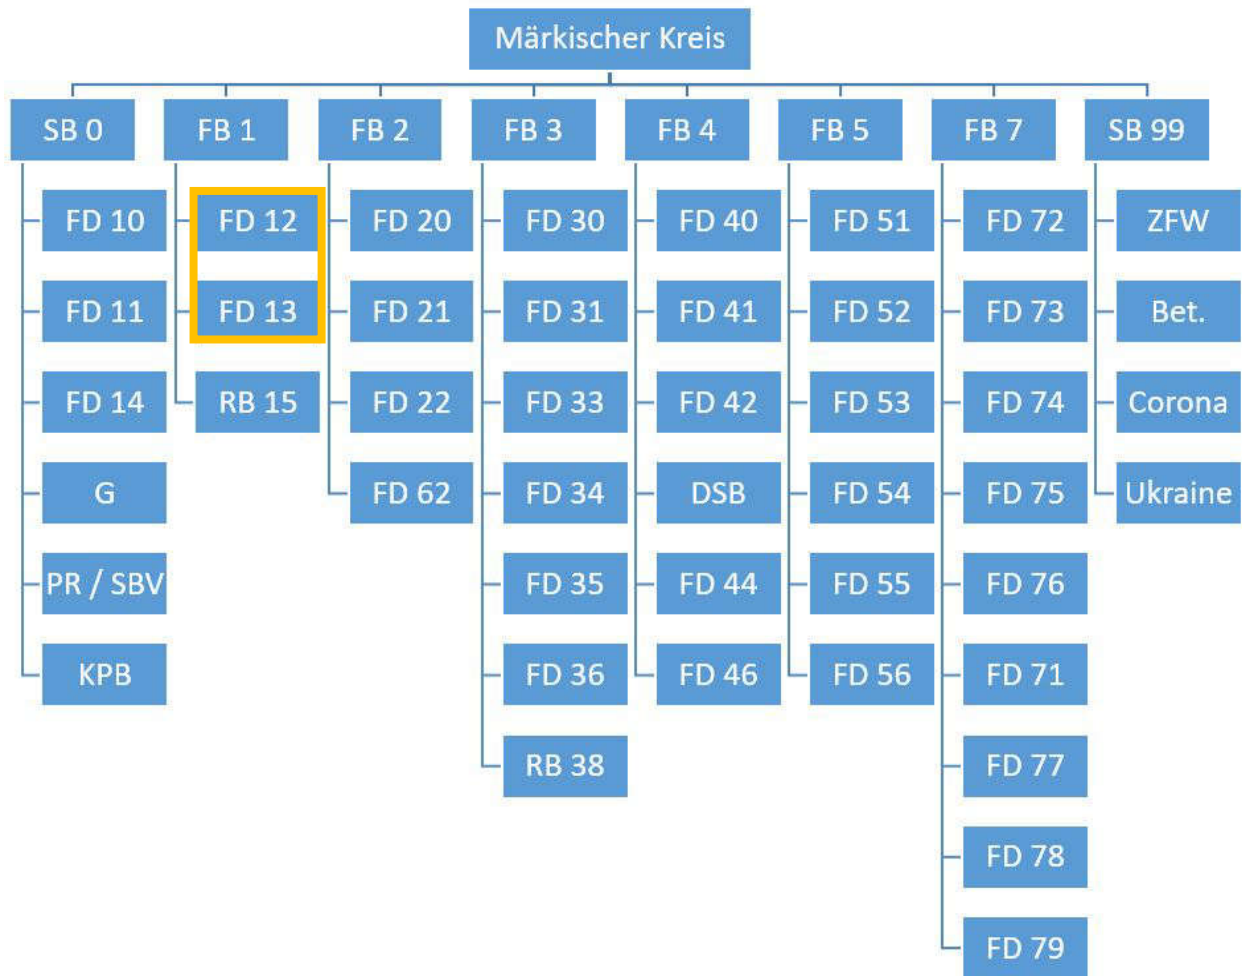 Märkischer Kreis
SB 0
FB 1
FB 2
FB 3
FB 4
FB 5
FB 7
SB 99
FD 10
FD 12
FD 20
FD 30
FD 40
FD 51
FD 72
ZFW
FD 11
FD 13
FD 21
FD 31
FD 41
FD 52
FD 73
Bet.
FD 14
RB 15
FD 22
FD 33
FD 42
FD 53
FD 74
Corona
G
FD 62
FD 34
DSB
FD 54
FD 75
Ukraine
PR / SBV
FD 35
FD 44
FD 55
FD 76
KPB
FD 36
FD 46
FD 56
FD 71
RB 38
FD 77
FD 78
FD 79